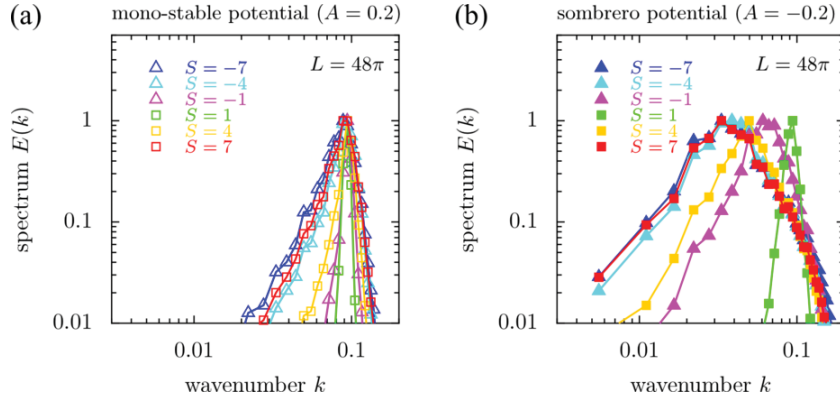 (a)
mono-stable potential (A = 0.2)
S = −7
S = −4
S = −1
S = 1
S = 4
S = 7
L = 48π
spectrum E(k)
1
0.1
0.01
0.01
0.1
wavenumber k
(b)
sombrero potential (A = −0.2)
S = −7
S = −4
S = −1
S = 1
S = 4
S = 7
L = 48π
spectrum E(k)
1
0.1
0.01
0.01
0.1
wavenumber k